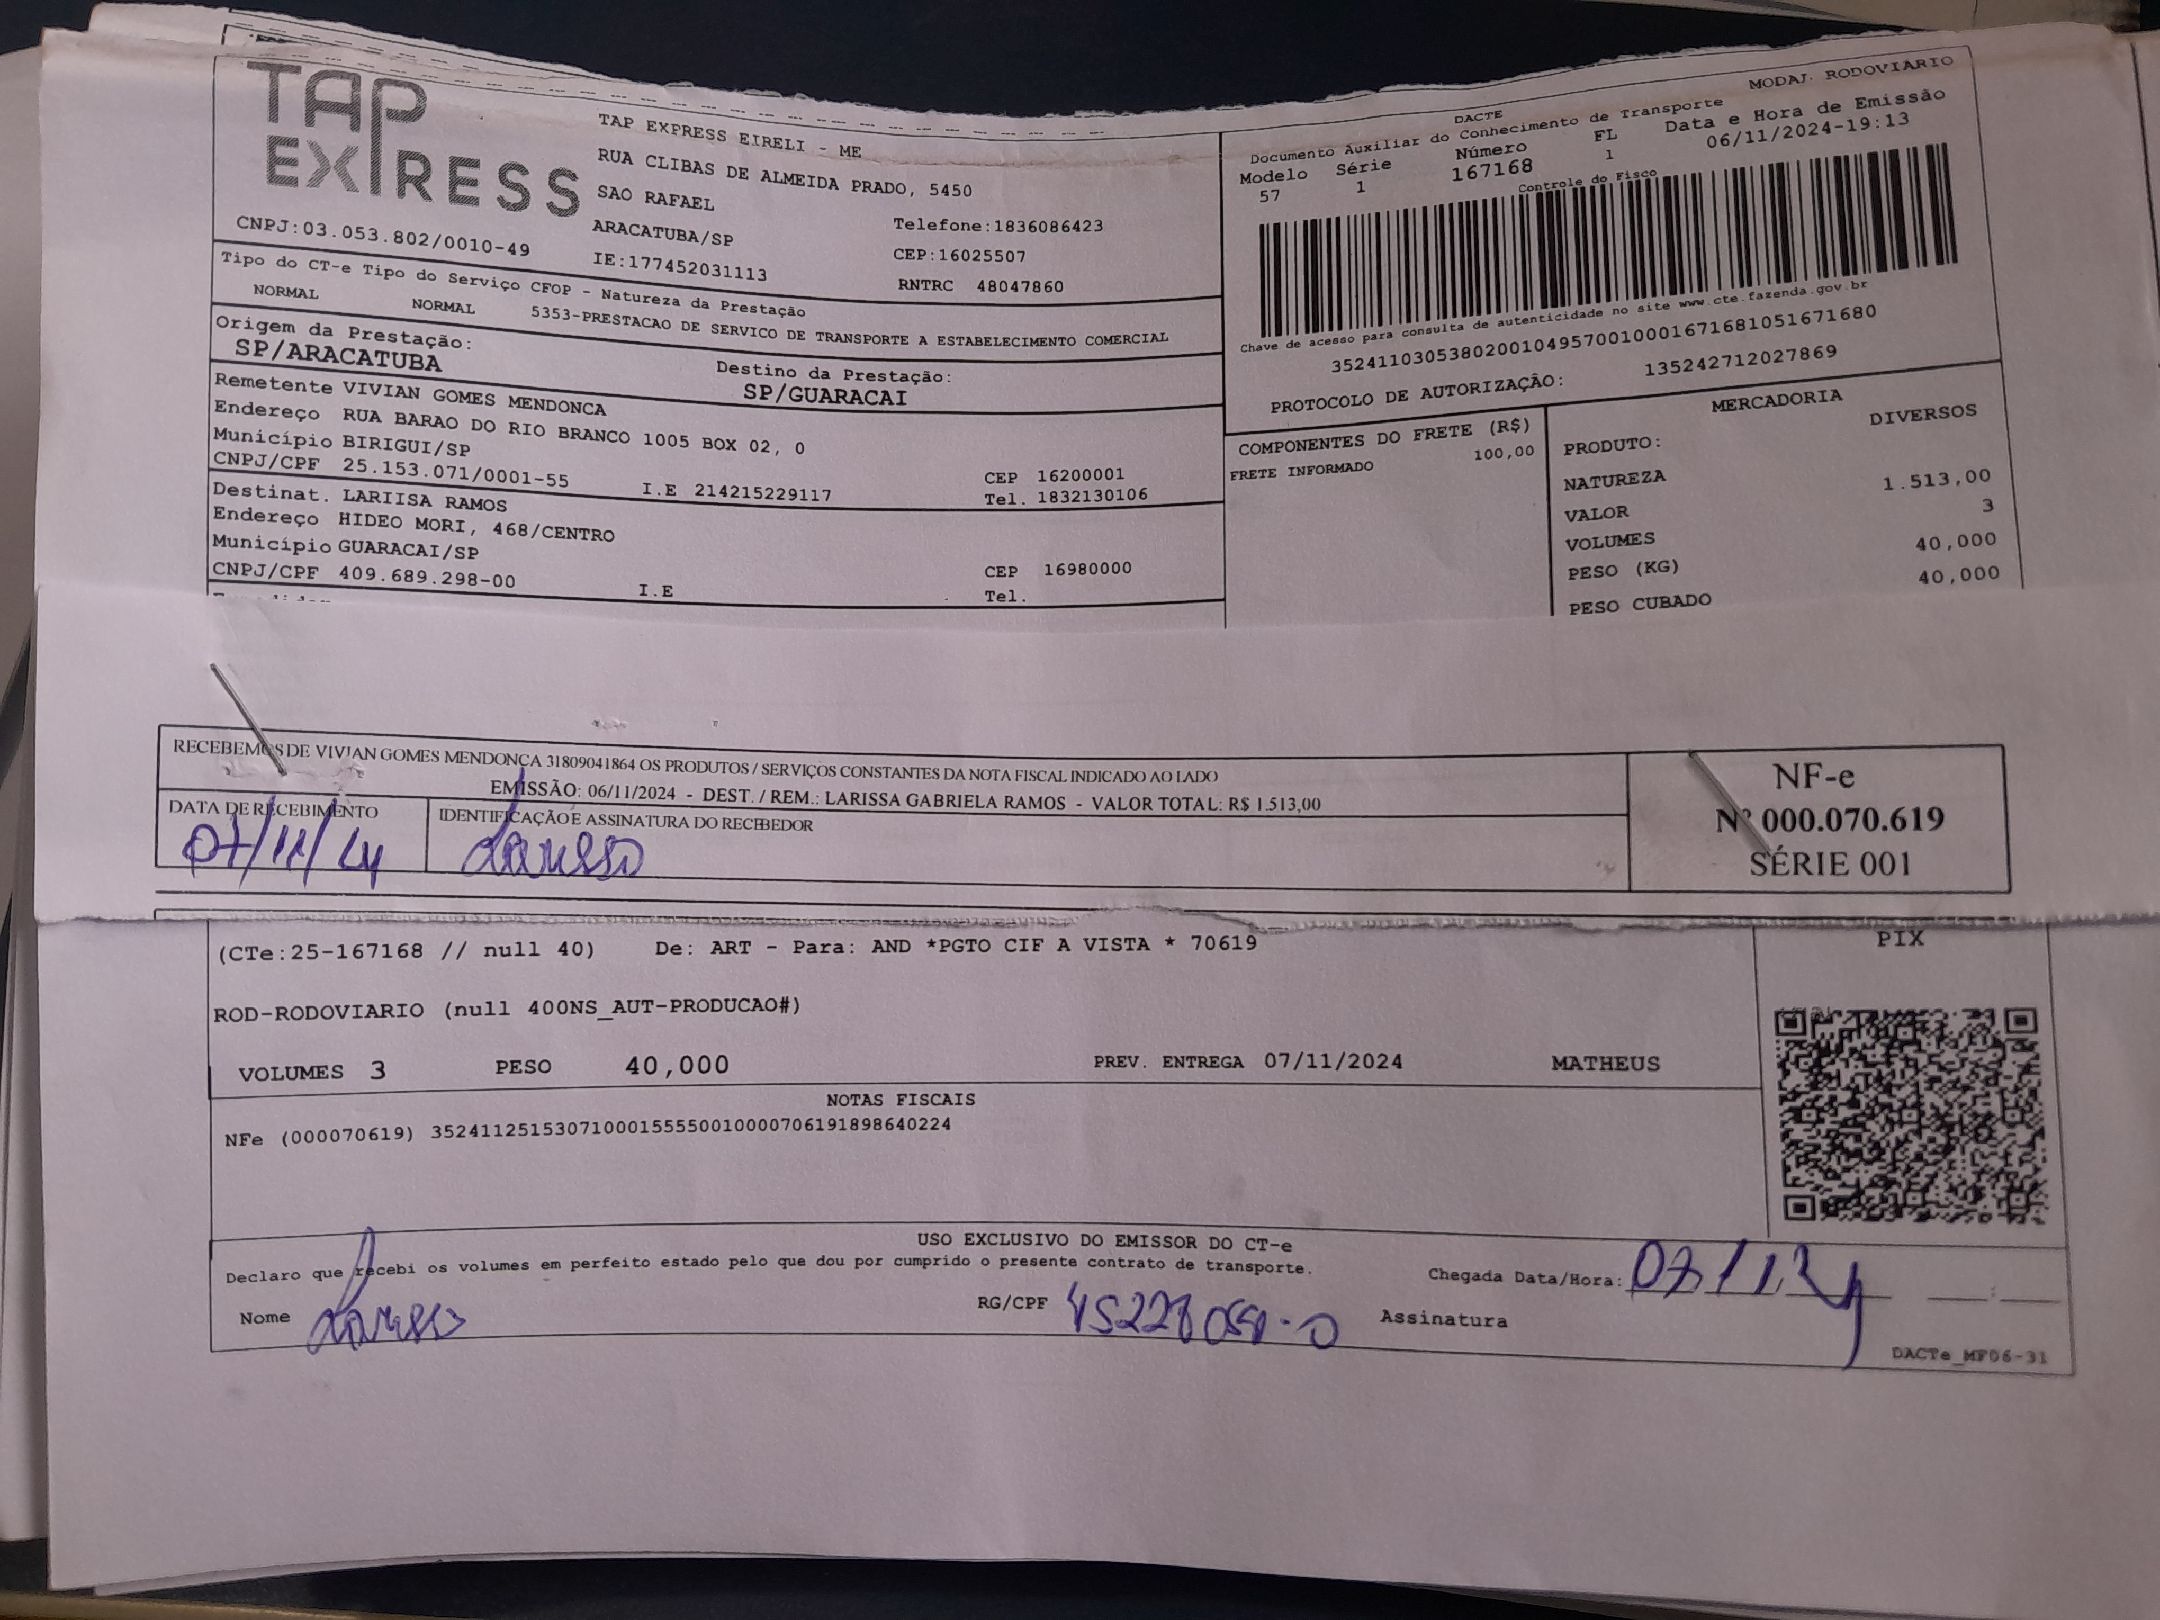 TAP EXPRESS
TAP EXPRESS EIRELI - ME
RUA CLIBAS DE ALMEIDA PRADO, 5450
SAO RAFAEL
ARACATUBA/SP
Telefone:1836086423
CNPJ:03.053.802/0010-49
IE:177452031113
CEP:16025507
RNTRC 48047860
Tipo do CT-e Tipo do Serviço CFOP - Natureza da Prestação
NORMAL NORMAL 5353-PRESTACAO DE SERVICO DE TRANSPORTE A ESTABELECIMENTO COMERCIAL
Origem da Prestação:
SP/ARACATUBA
Destino da Prestação:
SP/GUARACAI
Remetente VIVIAN GOMES MENDONCA
Endereço RUA BARAO DO RIO BRANCO 1005 BOX 02, 0
Município BIRIGUI/SP
CEP 16200001
CNPJ/CPF 25.153.071/0001-55 I.E 214215229117 Tel. 1832130106
Destinat. LARIISA RAMOS
Endereço HIDEO MORI, 468/CENTRO
Município GUARACAI/SP
CEP 16980000
CNPJ/CPF 409.689.298-00 I.E Tel.
MODAJ. RODOVIARIO
DACTE
Documento Auxiliar do Conhecimento de Transporte
Modelo Série Número FL Data e Hora de Emissão
57 1 167168 1 06/11/2024-19:13
Controle do Fisco
Chave de acesso para consulta de autenticidade no site www.cte.fazenda.gov.br
35241103053802001049570010001671681051671680
PROTOCOLO DE AUTORIZAÇÃO: 135242712027869
COMPONENTES DO FRETE (R$)
FRETE INFORMADO 100,00
MERCADORIA
PRODUTO: DIVERSOS
NATUREZA
VALOR 1.513,00
VOLUMES 3
PESO (KG) 40,000
PESO CUBADO 40,000
RECEBEMOS DE VIVIAN GOMES MENDONÇA 31809041864 OS PRODUTOS / SERVIÇOS CONSTANTES DA NOTA FISCAL INDICADO AO LADO
EMISSÃO: 06/11/2024 - DEST. / REM.: LARISSA GABRIELA RAMOS - VALOR TOTAL: R$ 1.513,00
DATA DE RECEBIMENTO
07/11/24
IDENTIFICAÇÃO E ASSINATURA DO RECEBEDOR
Larissa
NF-e
Nº 000.070.619
SÉRIE 001
(CTe:25-167168 // null 40) De: ART - Para: AND *PGTO CIF A VISTA * 70619
PIX
ROD-RODOVIARIO (null 400NS_AUT-PRODUCAO#)
VOLUMES 3 PESO 40,000 PREV. ENTREGA 07/11/2024 MATHEUS
NOTAS FISCAIS
NFe (000070619) 35241125153071000155550010000706191898640224
USO EXCLUSIVO DO EMISSOR DO CT-e
Declaro que recebi os volumes em perfeito estado pelo que dou por cumprido o presente contrato de transporte.
Chegada Data/Hora:
Nome Larissa RG/CPF Assinatura
DACTe_MF06-31